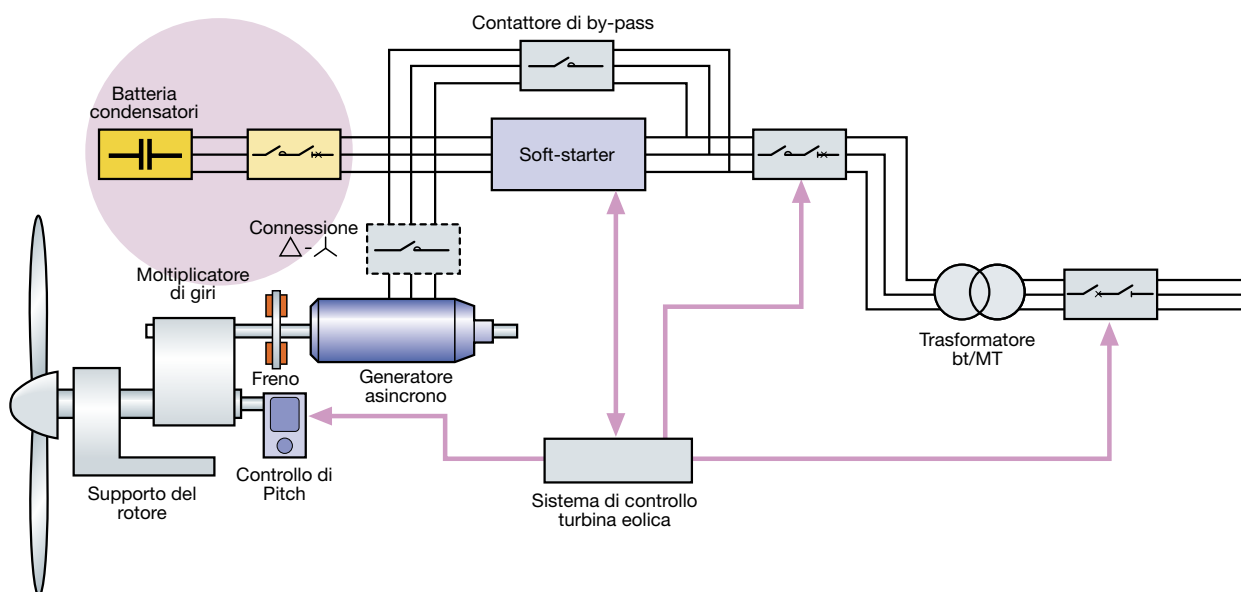 Contattore di by-pass
Batteria
condensatori
Soft-starter
Connessione
Moltiplicatore
di giri
Freno
Generatore
asincrono
Trasformatore
bt/MT
Supporto del
rotore
Controllo di
Pitch
Sistema di controllo
turbina eolica